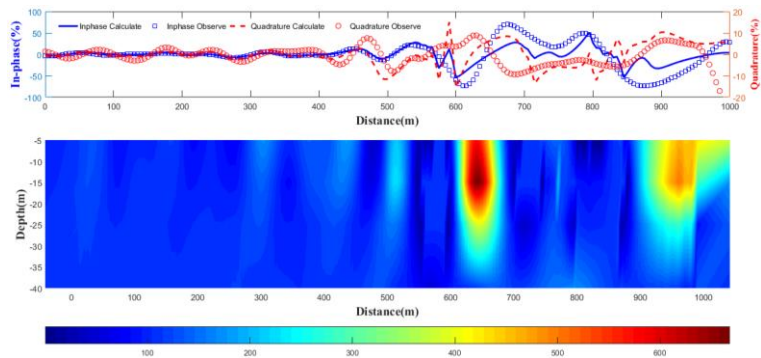 Inphase Calculate Inphase Observe Quadrature Calculate Quadrature Observe
100 50 0 -50 -100
In-phase(%)
20 10 0 -10 -20
Quadrature(%)
0 100 200 300 400 500 600 700 800 900 1000
Distance(m)
-5 -10 -15 -20 -25 -30 -35 -40
Depth(m)
0 100 200 300 400 500 600 700 800 900 1000
Distance(m)
100 200 300 400 500 600